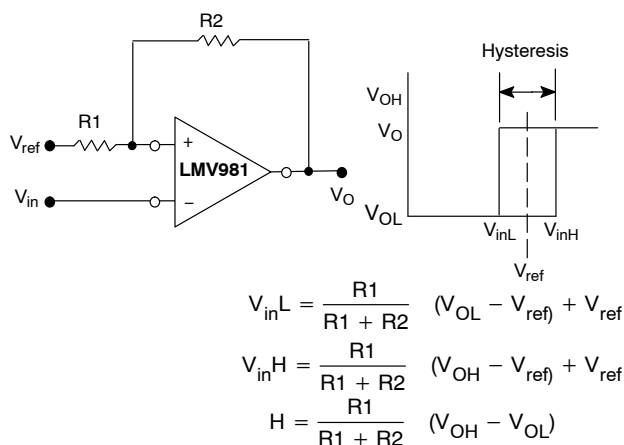 R2
Hysteresis
R1
V_OH
V_ref
+
V_O
LMV981
V_in
−
V_O
V_OL
V_inL
V_inH
V_ref
V_inL = R1 / (R1 + R2) (V_OL − V_ref) + V_ref
V_inH = R1 / (R1 + R2) (V_OH − V_ref) + V_ref
H = R1 / (R1 + R2) (V_OH − V_OL)